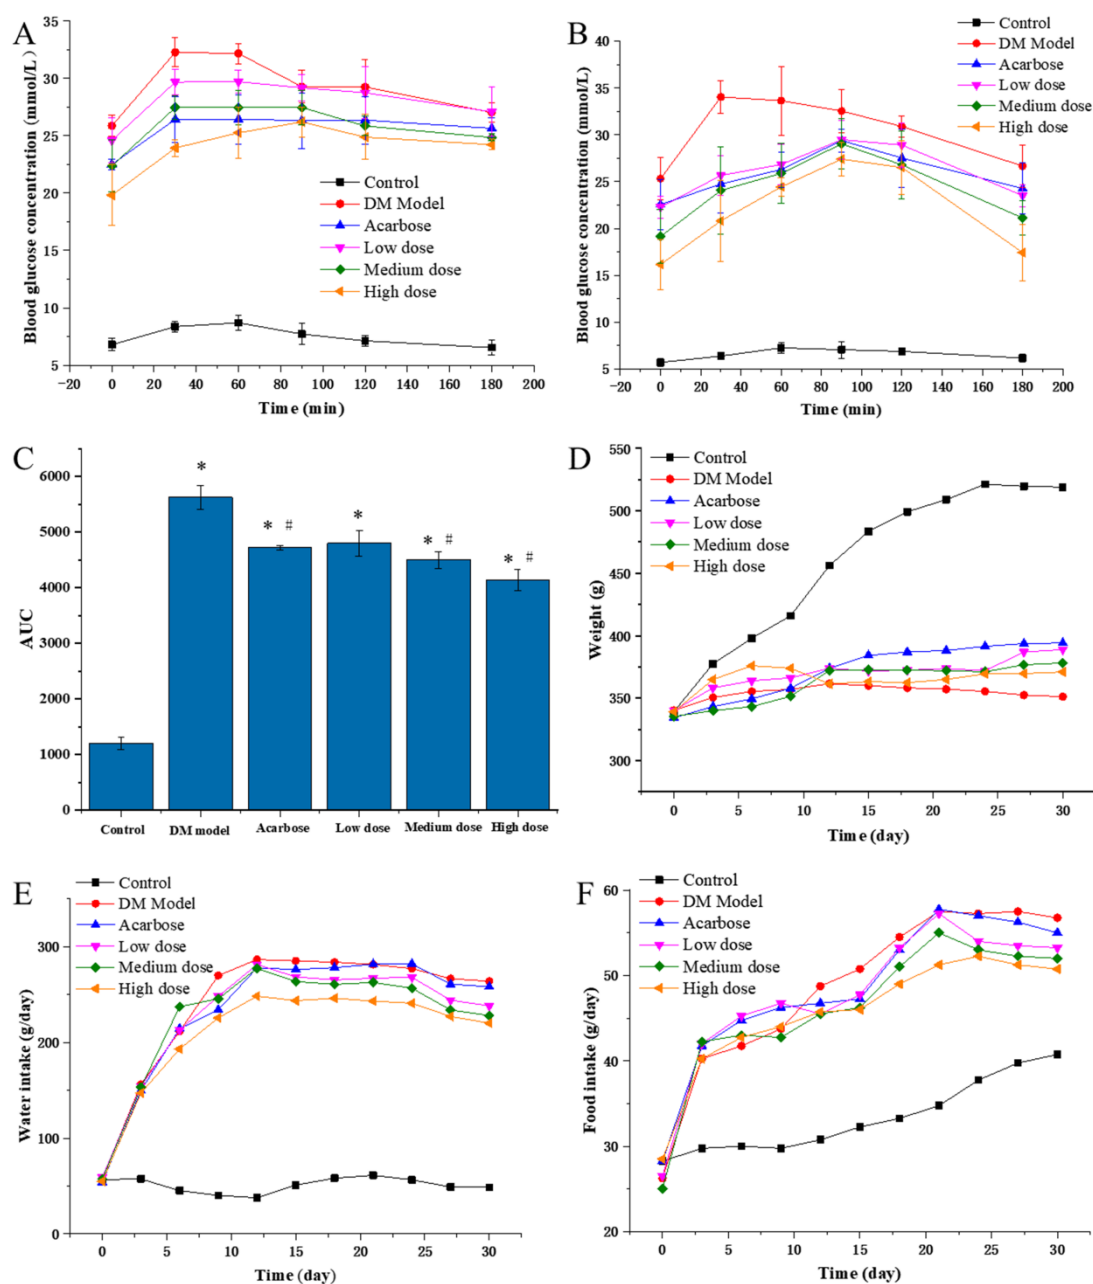 A
Blood glucose concentration (mmol/L)
35
30
25
20
15
10
5
Control
DM Model
Acarbose
Low dose
Medium dose
High dose
−20 0 20 40 60 80 100 120 140 160 180 200
Time (min)
B
Blood glucose concentration (mmol/L)
40
35
30
25
20
15
10
5
Control
DM Model
Acarbose
Low dose
Medium dose
High dose
−20 0 20 40 60 80 100 120 140 160 180 200
Time (min)
C
AUC
6000
5000
4000
3000
2000
1000
0
*
* #
*
* #
* #
Control DM model Acarbose Low dose Medium dose High dose
D
Weight (g)
550
500
450
400
350
300
Control
DM Model
Acarbose
Low dose
Medium dose
High dose
0 5 10 15 20 25 30
Time (day)
E
Water intake (g/day)
300
200
100
0
Control
DM Model
Acarbose
Low dose
Medium dose
High dose
0 5 10 15 20 25 30
Time (day)
F
Food intake (g/day)
60
50
40
30
20
Control
DM Model
Acarbose
Low dose
Medium dose
High dose
0 5 10 15 20 25 30
Time (day)